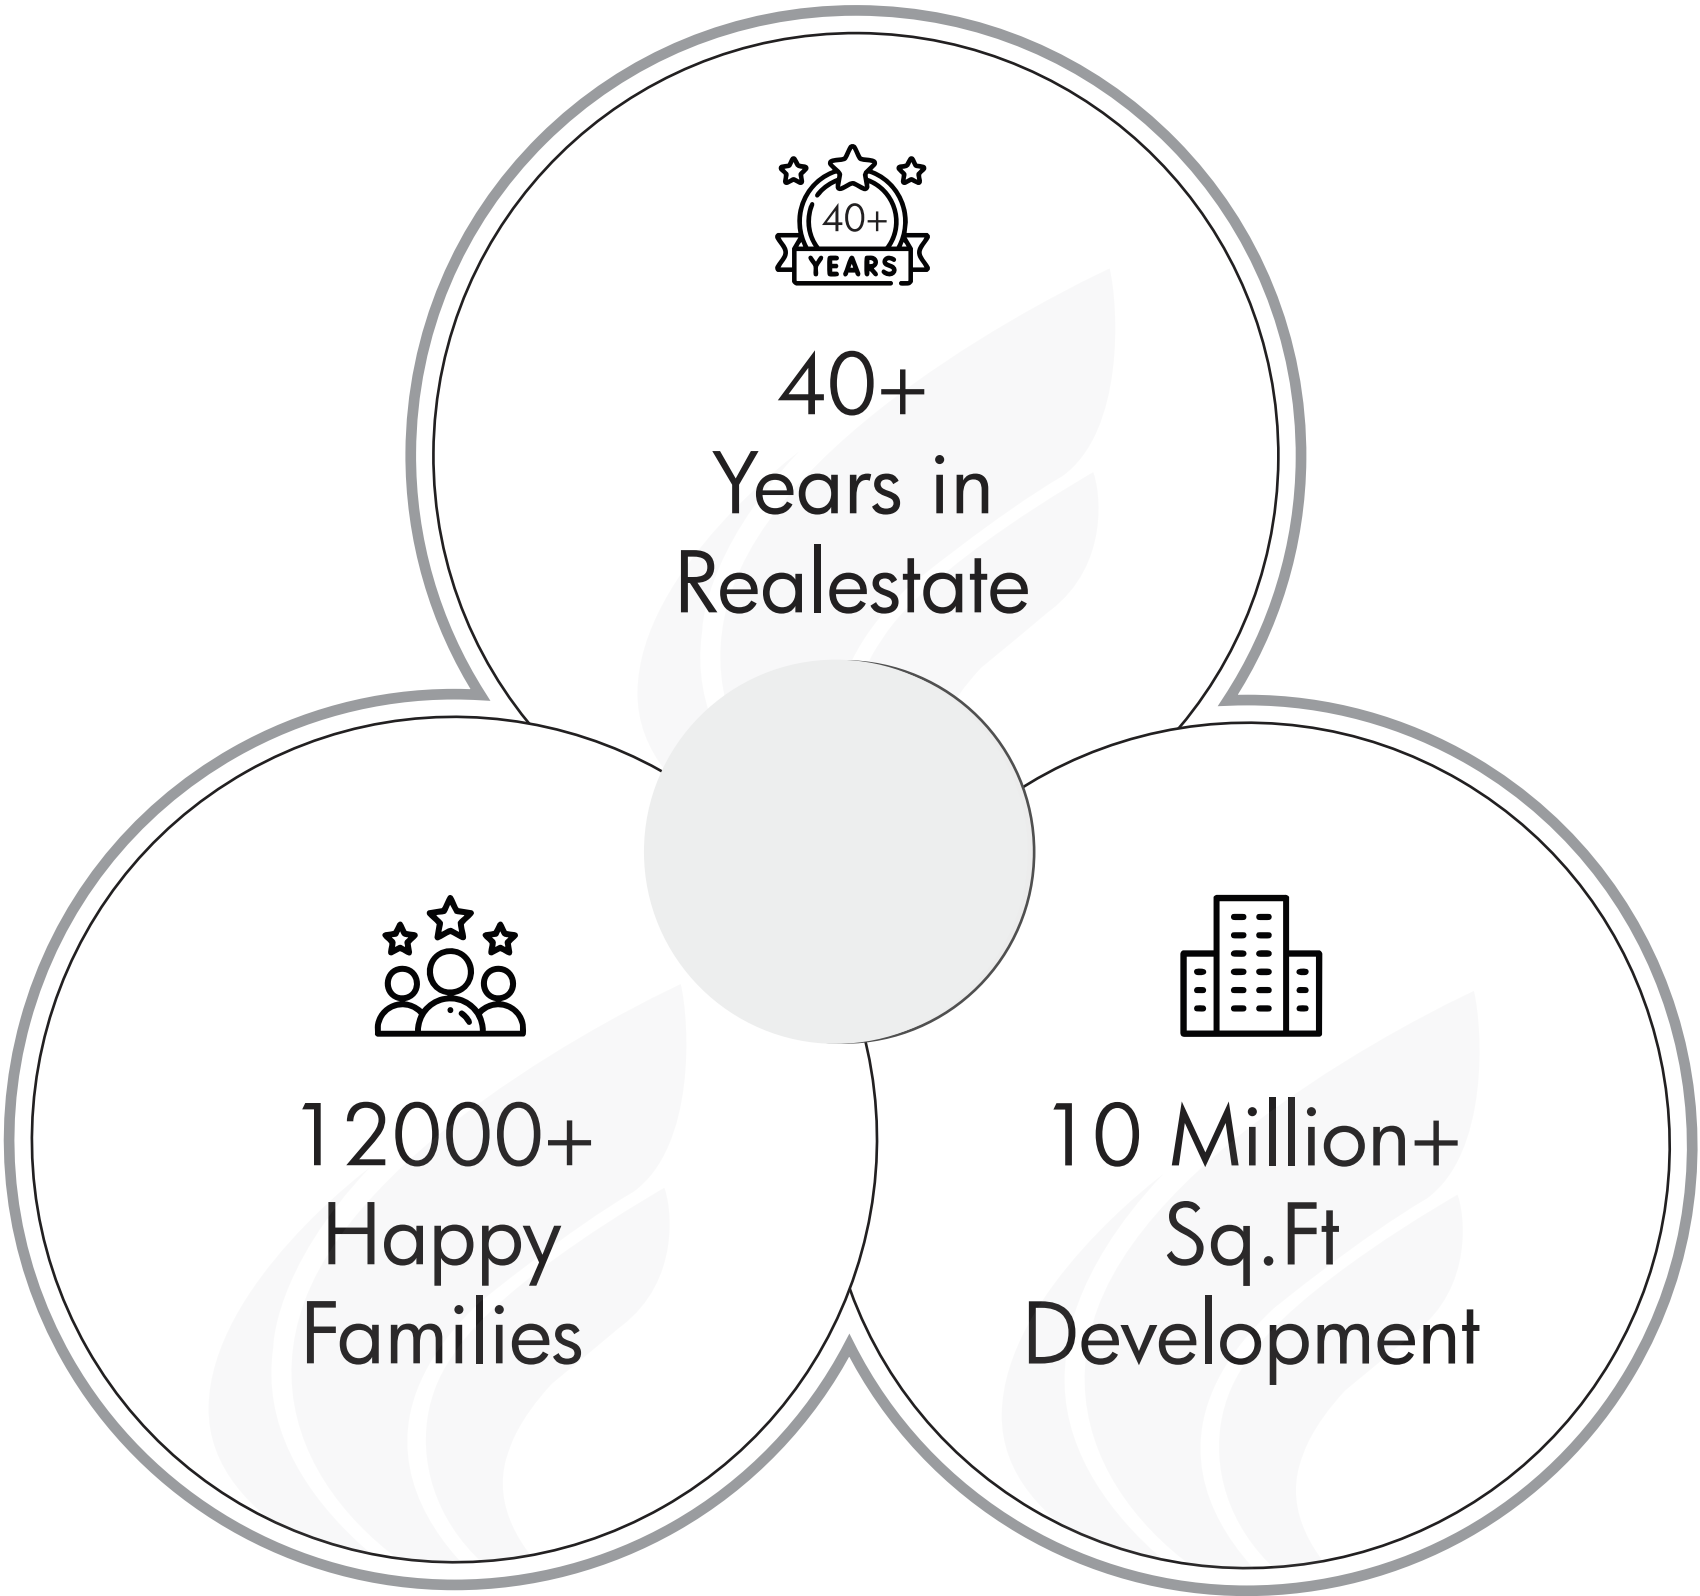 40+
YEARS
40+
Years in
Realestate
12000+
Happy
Families
10 Million+
Sq.Ft
Development